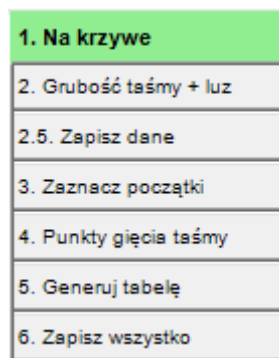 1. Na krzywe
2. Grubość taśmy + luz
2.5. Zapisz dane
3. Zaznacz początki
4. Punkty gięcia taśmy
5. Generuj tabelę
6. Zapisz wszystko